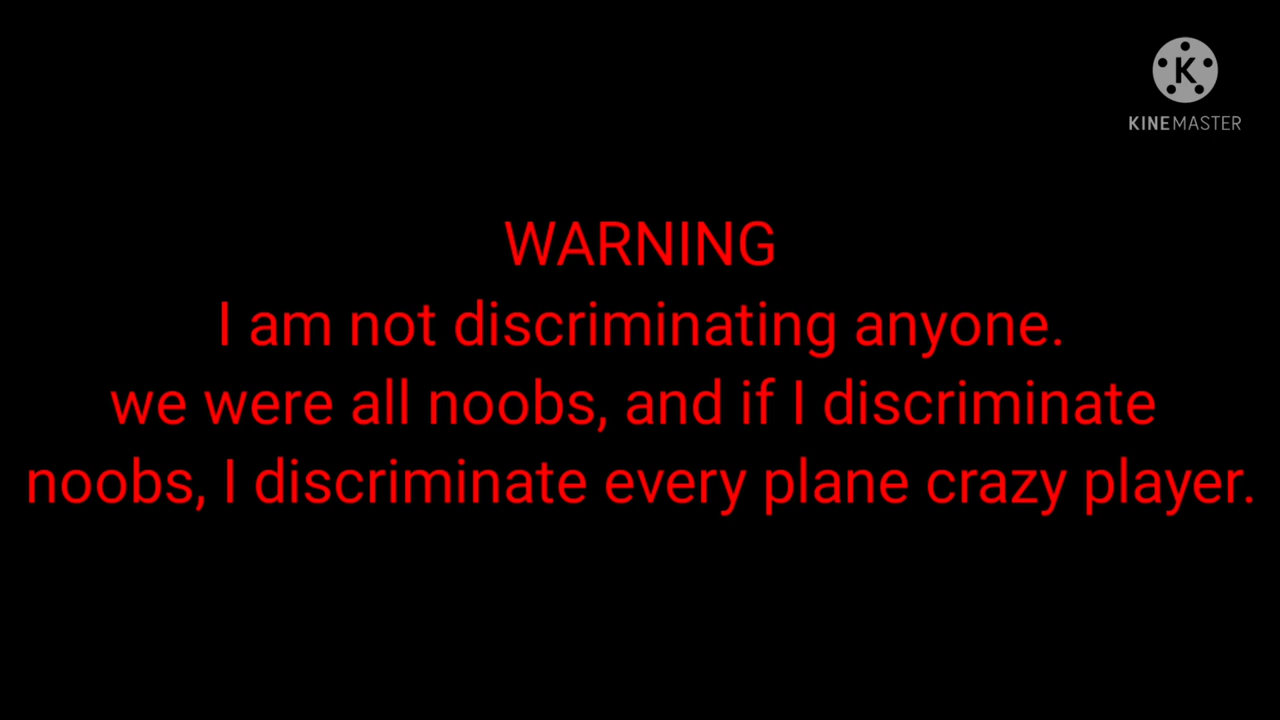 K
KINEMASTER
WARNING
I am not discriminating anyone.
we were all noobs, and if I discriminate
noobs, I discriminate every plane crazy player.